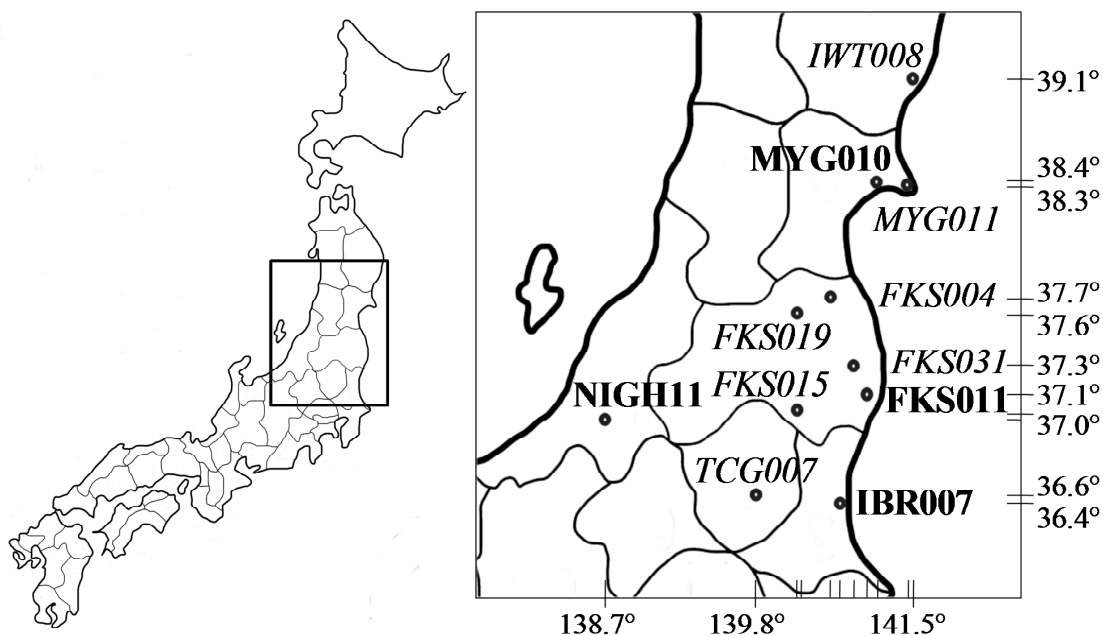 IWT008
39.1°
MYG010
38.4°
38.3°
MYG011
FKS004
37.7°
FKS019
37.6°
FKS031
37.3°
FKS015
NIGH11
FKS011
37.1°
37.0°
TCG007
36.6°
IBR007
36.4°
138.7°
139.8°
141.5°